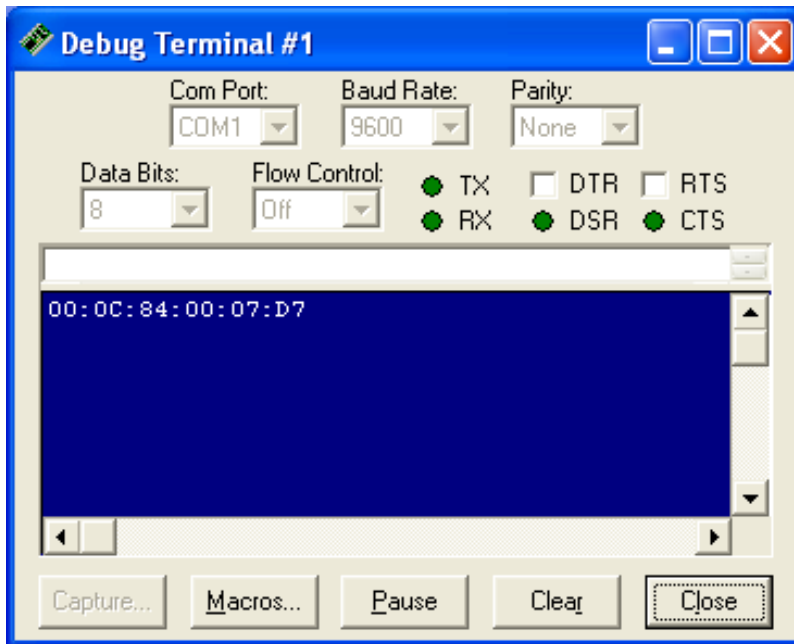 Debug Terminal #1
Com Port: Baud Rate: Parity:
COM1 9600 None
Data Bits: Flow Control: TX DTR RTS
8 Off RX DSR CTS
00:0C:84:00:07:D7
Capture... Macros... Pause Clear Close